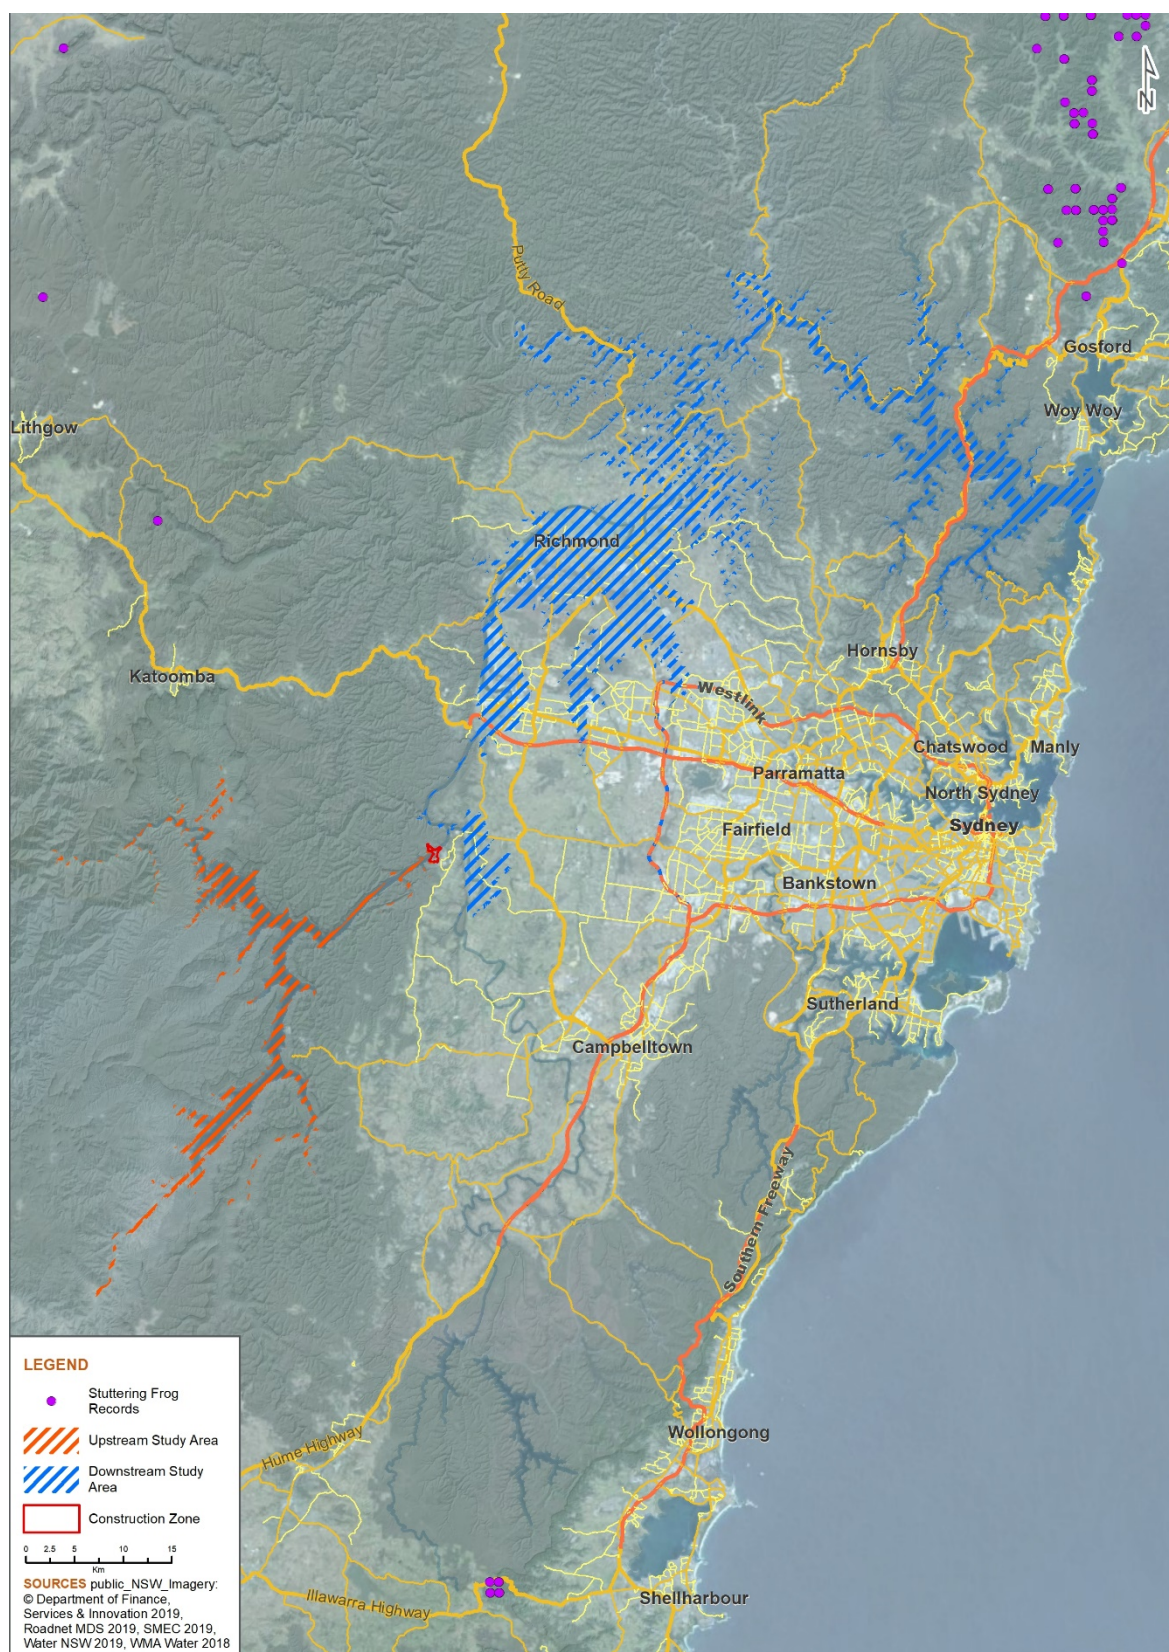 N
Putty Road
Gosford
Woy Woy
Lithgow
Richmond
Hornsby
Katoomba
Westlink
Chatswood
Manly
Parramatta
North Sydney
Sydney
Fairfield
Bankstown
Sutherland
Campbelltown
Southern Freeway
Wollongong
Hume Highway
Illawarra Highway
Shellharbour
LEGEND
Stuttering Frog
Records
Upstream Study Area
Downstream Study
Area
Construction Zone
0 2.5 5 10 15
Km
SOURCES public_NSW_Imagery:
© Department of Finance,
Services & Innovation 2019,
Roadnet MDS 2019, SMEC 2019,
Water NSW 2019, WMA Water 2018